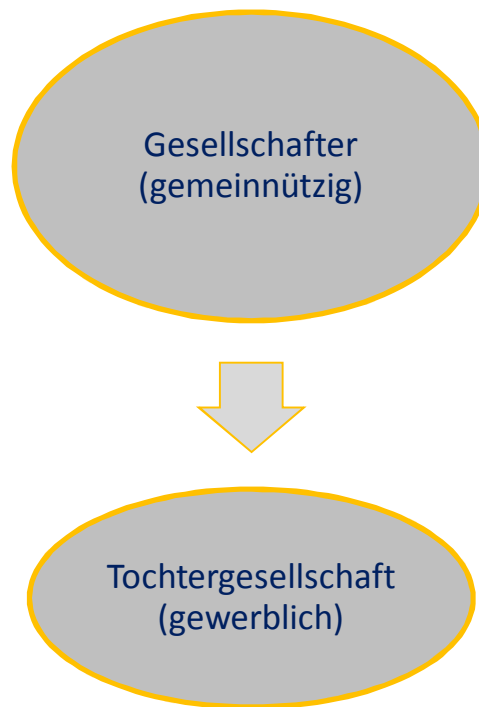 Gesellschafter
(gemeinnützig)
Tochtergesellschaft
(gewerblich)